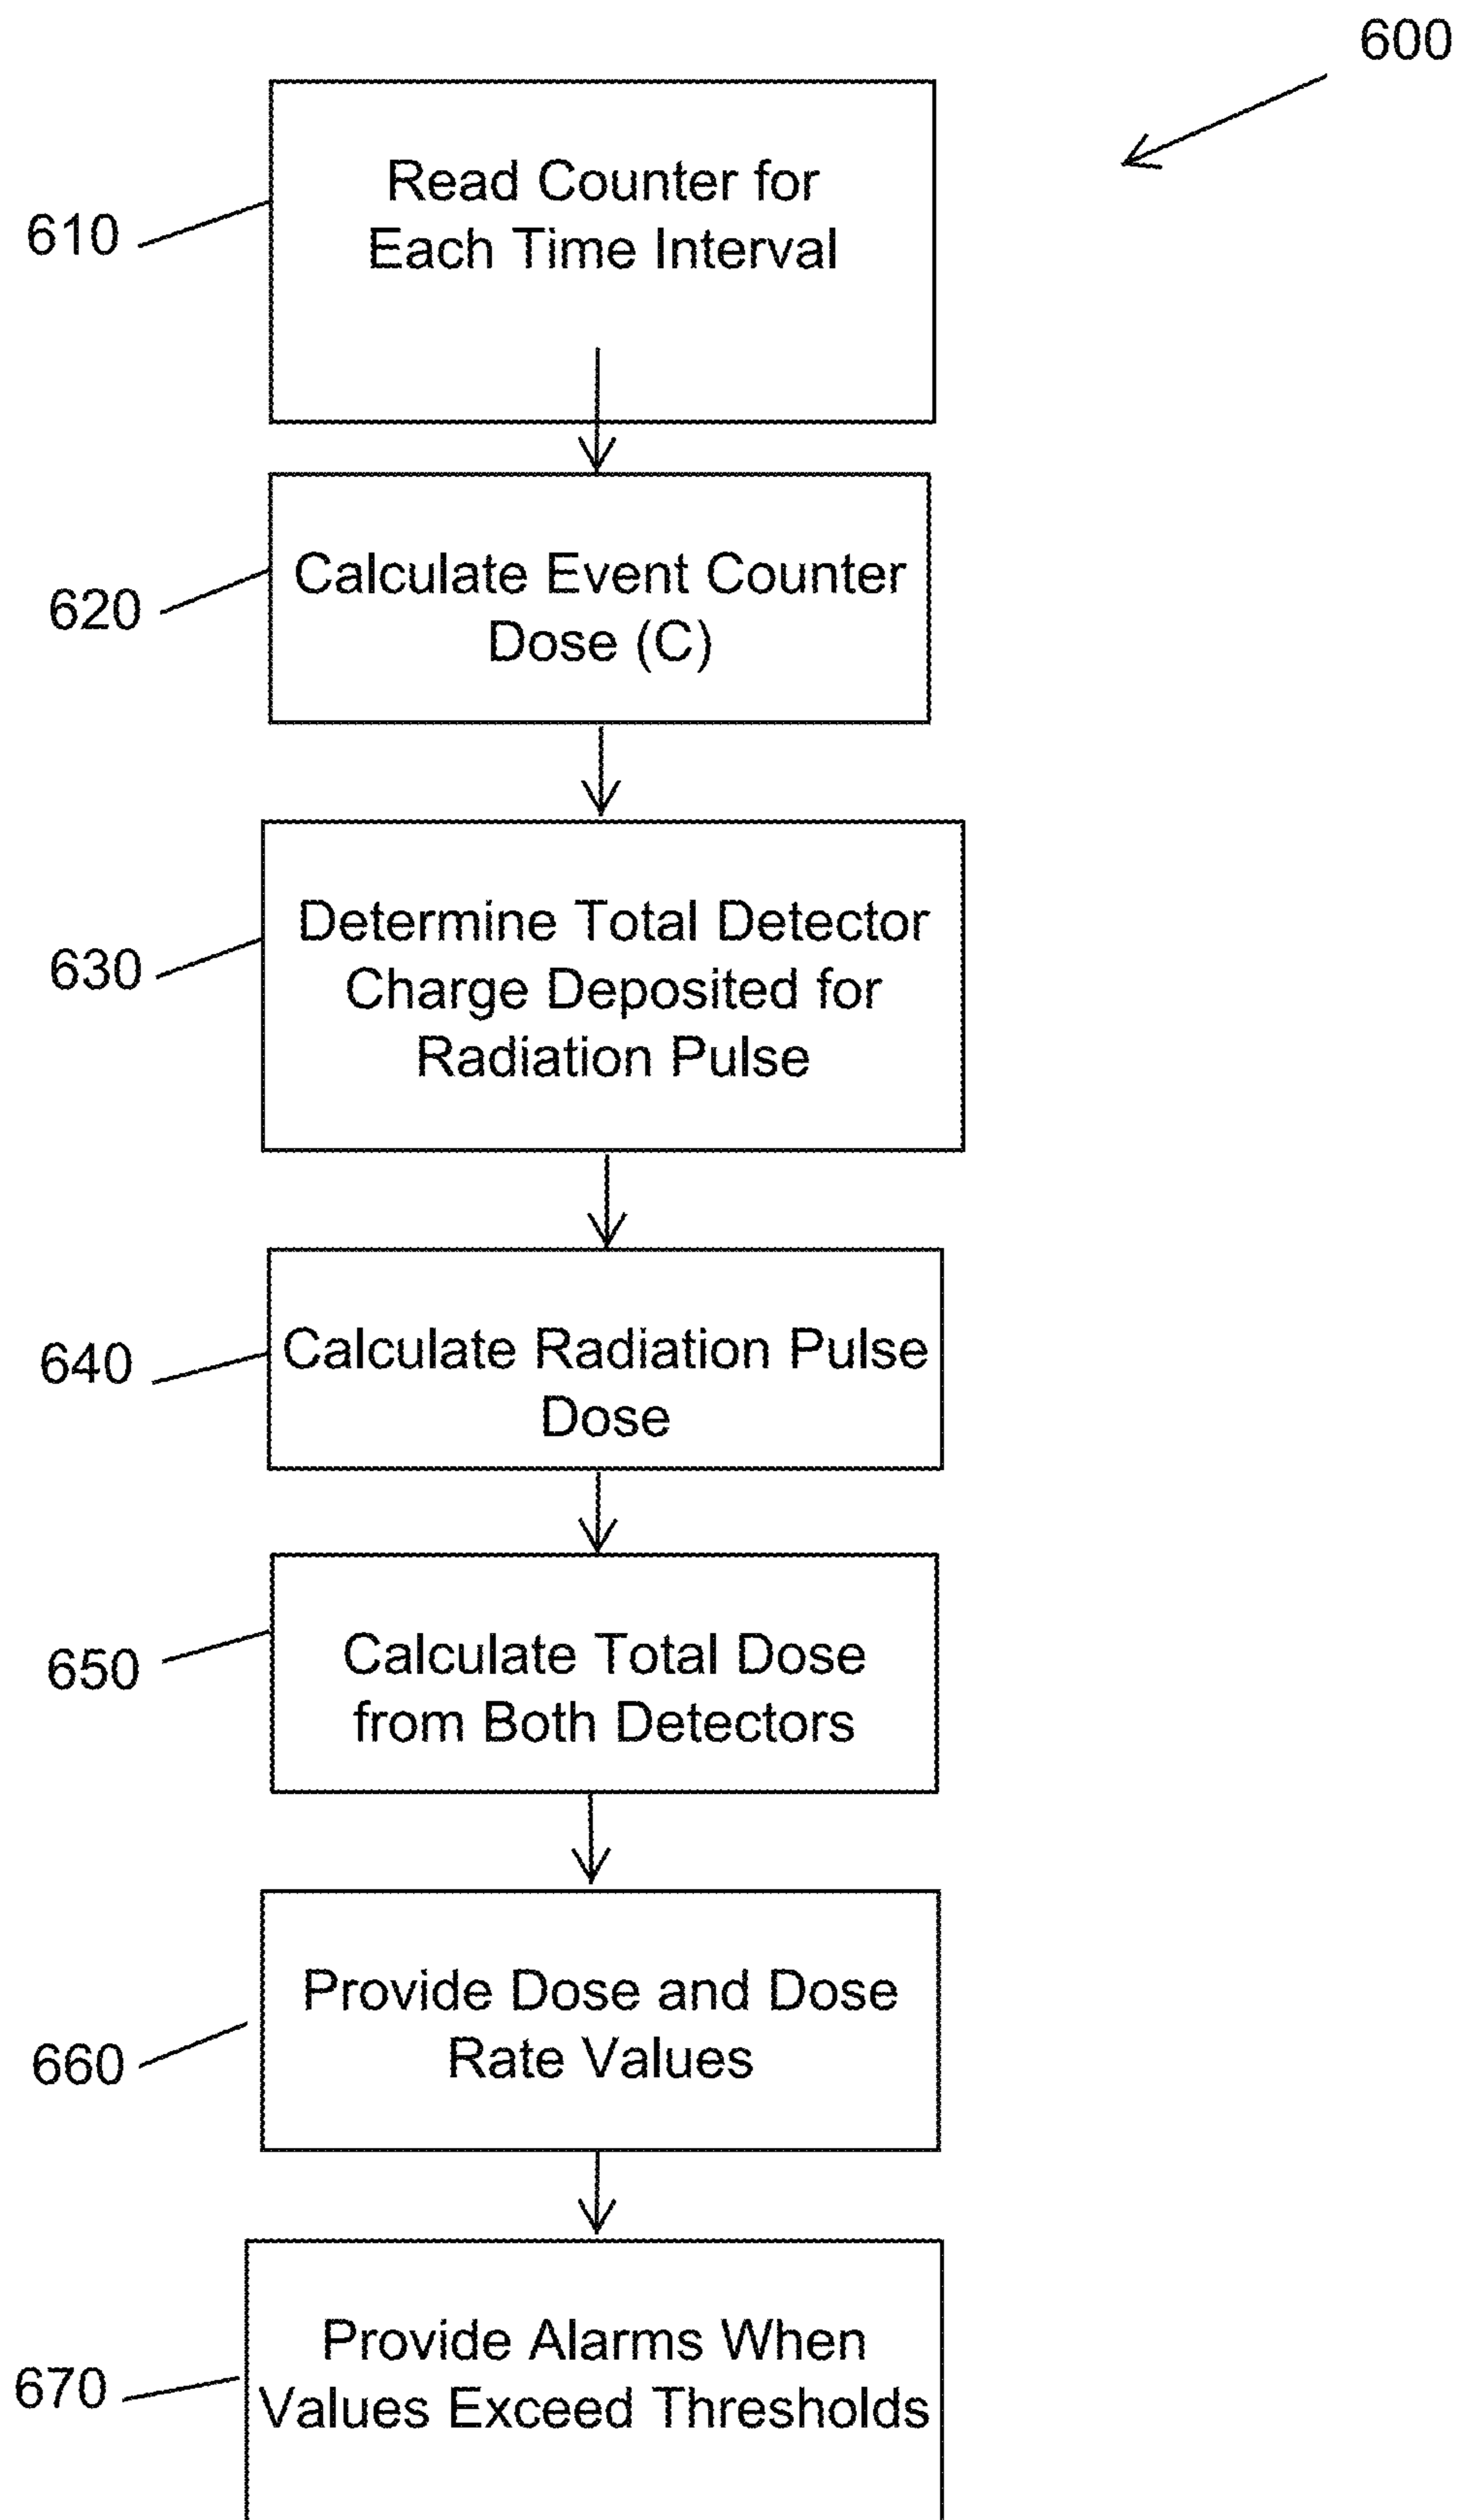 600
610
Read Counter for
Each Time Interval
620
Calculate Event Counter
Dose (C)
630
Determine Total Detector
Charge Deposited for
Radiation Pulse
640
Calculate Radiation Pulse
Dose
650
Calculate Total Dose
from Both Detectors
660
Provide Dose and Dose
Rate Values
670
Provide Alarms When
Values Exceed Thresholds